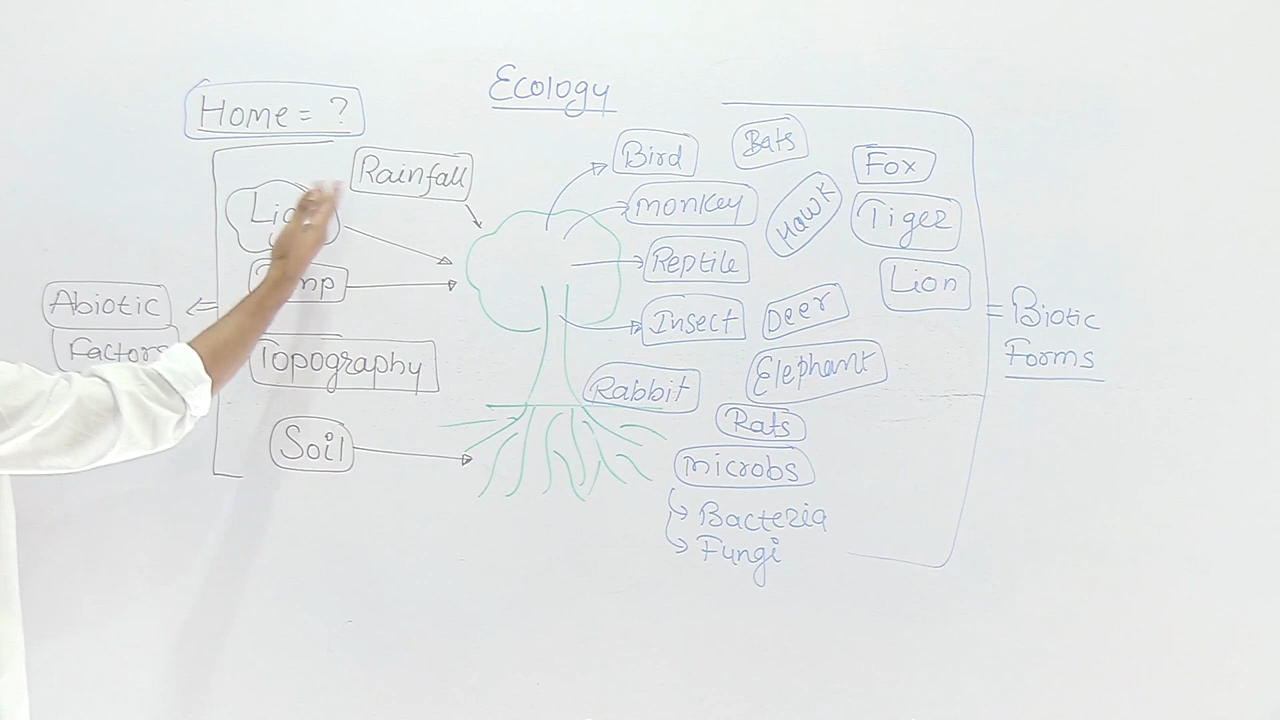 Ecology
Home = ?
Rainfall
Topography
Soil
Abiotic
Factors
Bird
Bats
Fox
monkey
Hawk
Tiger
Reptile
Lion
Insect
Deer
Elephant
Rabbit
Rats
microbs
Bacteria
Fungi
= Biotic
Forms